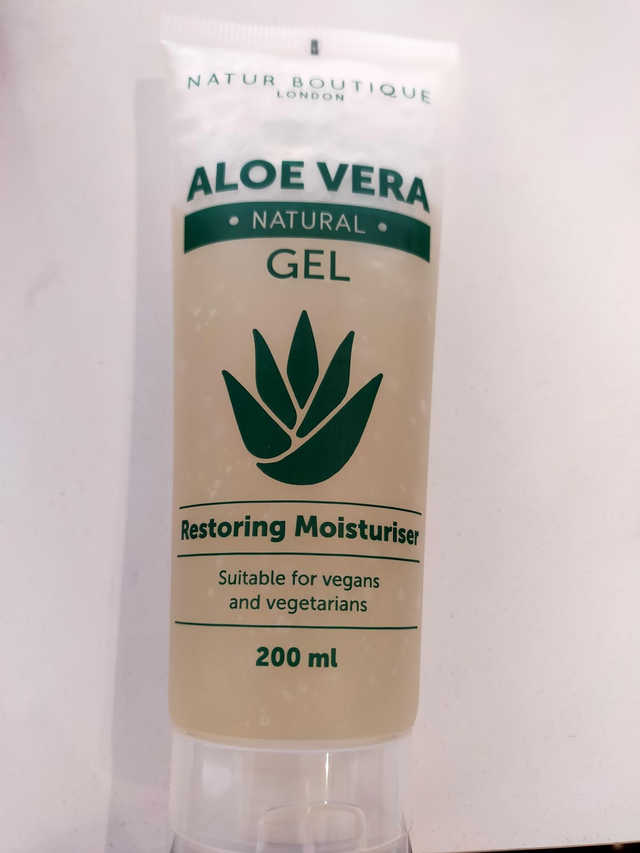 NATUR BOUTIQUE
LONDON
ALOE VERA
• NATURAL •
GEL
Restoring Moisturiser
Suitable for vegans
and vegetarians
200 ml